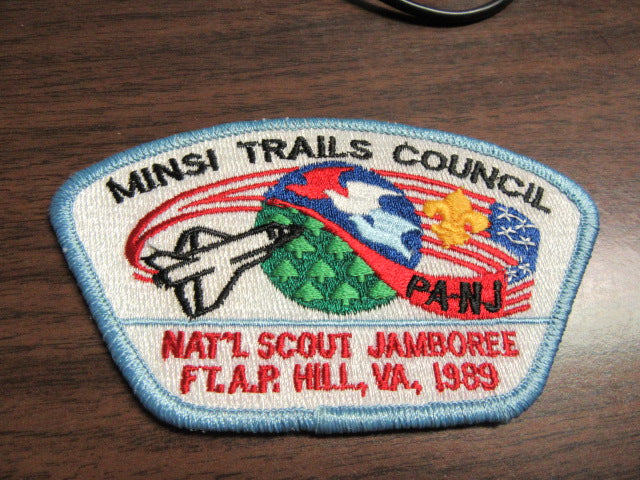 MINSI TRAILS COUNCIL
PA-NJ
NAT'L SCOUT JAMBOREE
FT. A.P. HILL, VA, 1989